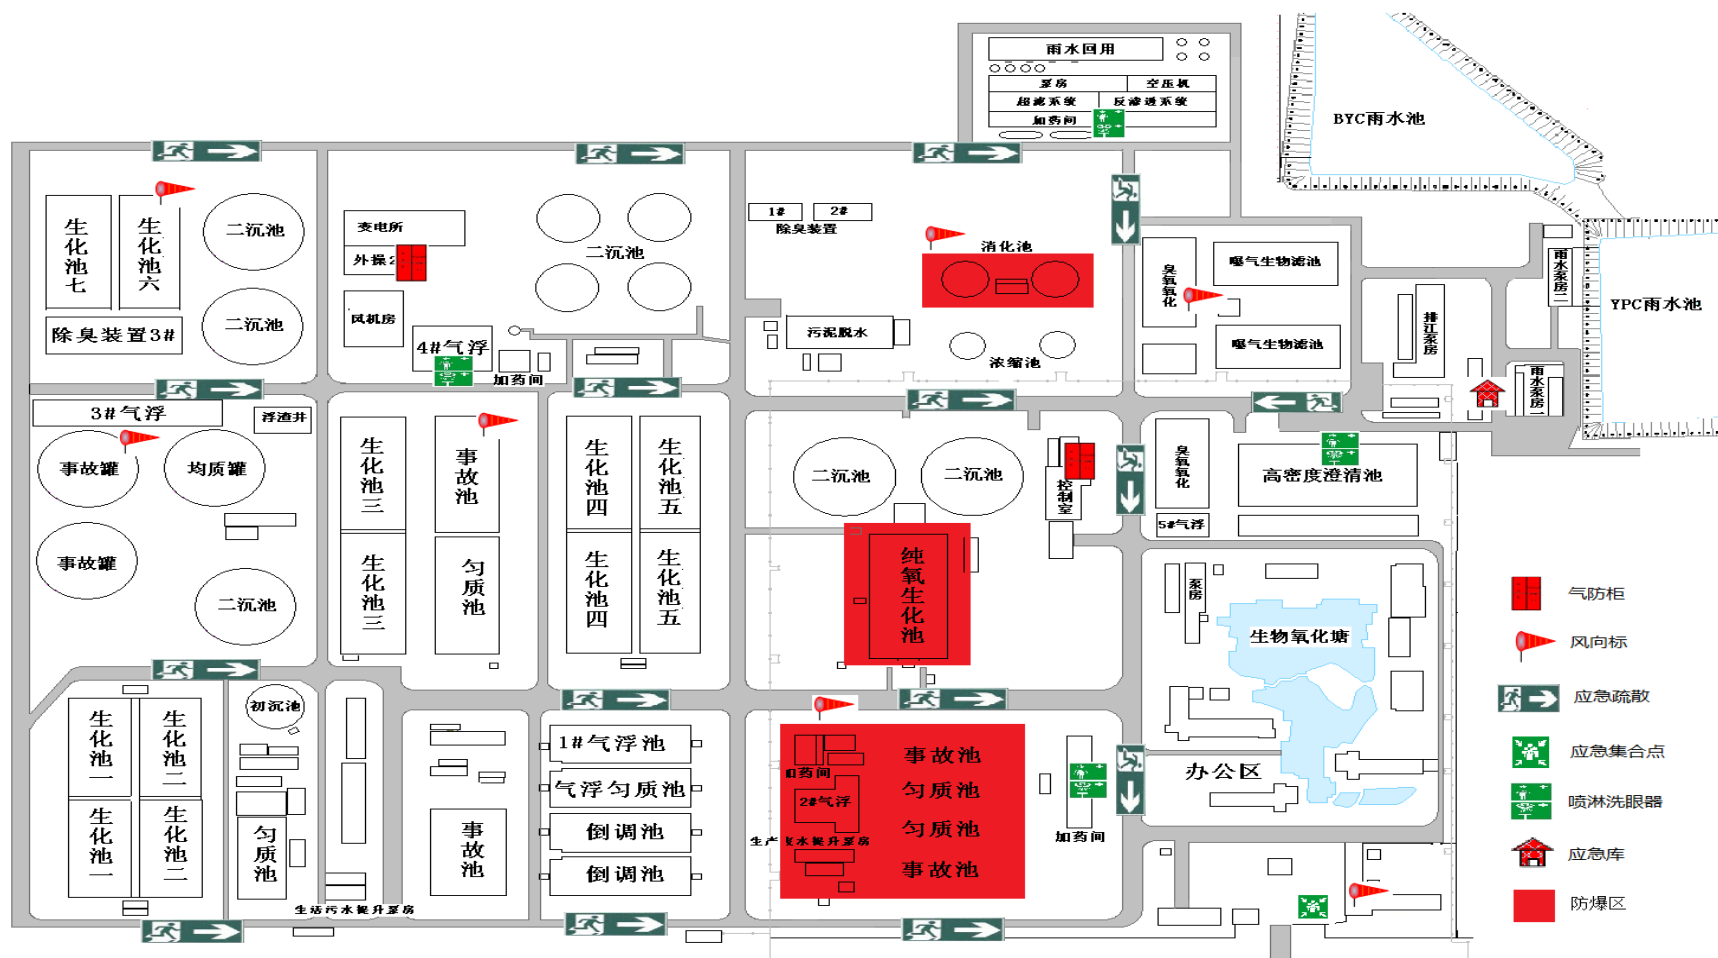 雨水回用
泵房
空压机
超滤系统
反渗透系统
加药间
BYC雨水池
YPC雨水池
雨水泵房二
排江泵房
雨水泵房一
生化池七
生化池六
二沉池
二沉池
除臭装置3#
变电所
外操2
风机房
4#气浮
加药间
二沉池
1#
2#
除臭装置
消化池
污泥脱水
浓缩池
臭氧氧化
曝气生物滤池
曝气生物滤池
3#气浮
浮渣井
事故罐
均质罐
事故罐
二沉池
生化池三
生化池三
事故池
匀质池
生化池四
生化池五
生化池四
生化池五
二沉池
二沉池
控制室
纯氧生化池
臭氧氧化
5#气浮
高密度澄清池
泵房
生物氧化塘
办公区
生化池一
生化池二
生化池一
生化池二
初沉池
匀质池
生活污水提升泵房
事故池
1#气浮池
气浮匀质池
倒调池
倒调池
加药间
2#气浮
事故池
匀质池
匀质池
事故池
加药间
气防柜
风向标
应急疏散
应急集合点
喷淋洗眼器
应急库
防爆区